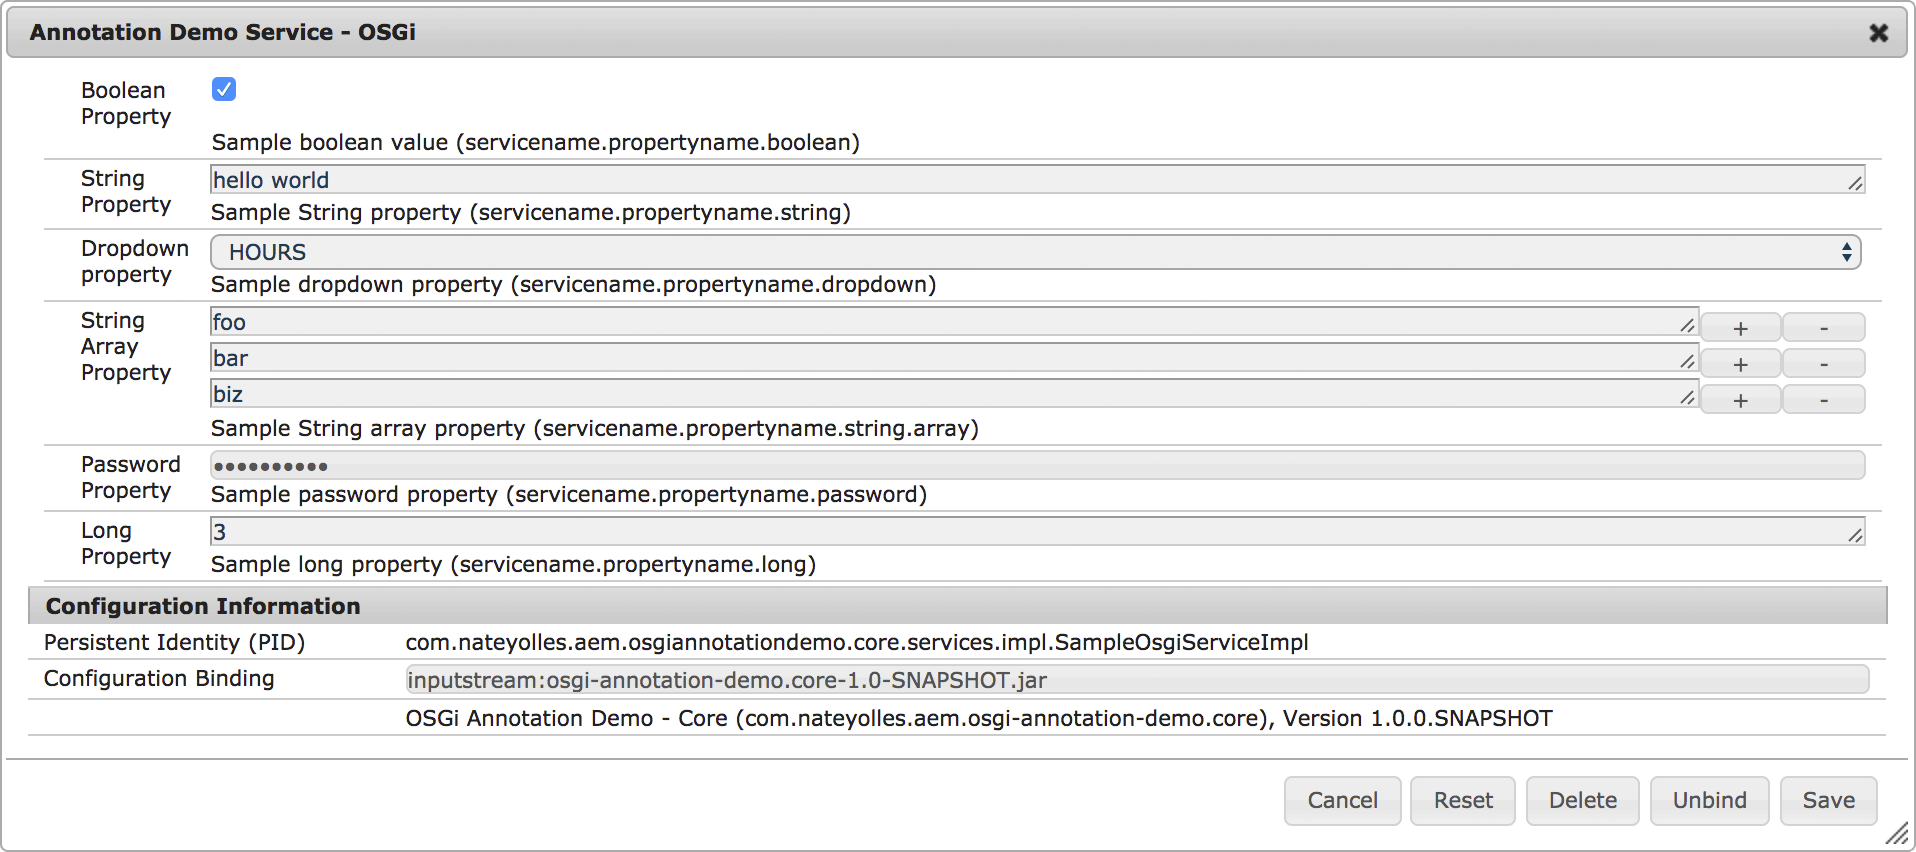 Annotation Demo Service - OSGi
Boolean
Property
Sample boolean value (servicename.propertyname.boolean)
String
Property
hello world
Sample String property (servicename.propertyname.string)
Dropdown
property
HOURS
Sample dropdown property (servicename.propertyname.dropdown)
String
Array
Property
foo
+ -
bar
+ -
biz
+ -
Sample String array property (servicename.propertyname.string.array)
Password
Property
••••••••••
Sample password property (servicename.propertyname.password)
Long
Property
3
Sample long property (servicename.propertyname.long)
Configuration Information
Persistent Identity (PID) com.nateyolles.aem.osgiannotationdemo.core.services.impl.SampleOsgiServiceImpl
Configuration Binding inputstream:osgi-annotation-demo.core-1.0-SNAPSHOT.jar
OSGi Annotation Demo - Core (com.nateyolles.aem.osgi-annotation-demo.core), Version 1.0.0.SNAPSHOT
Cancel Reset Delete Unbind Save